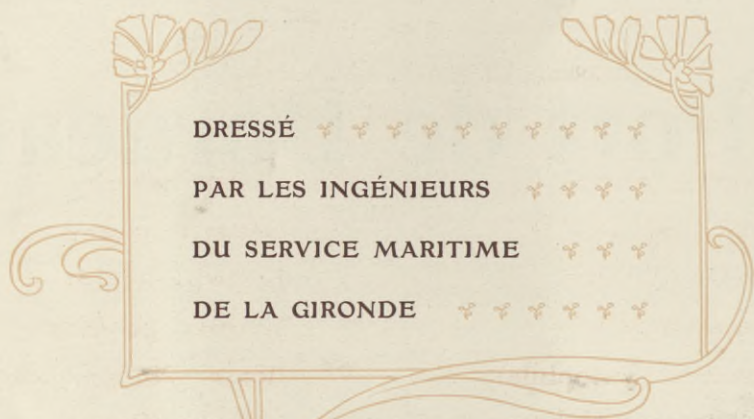 DRESSÉ
PAR LES INGÉNIEURS
DU SERVICE MARITIME
DE LA GIRONDE